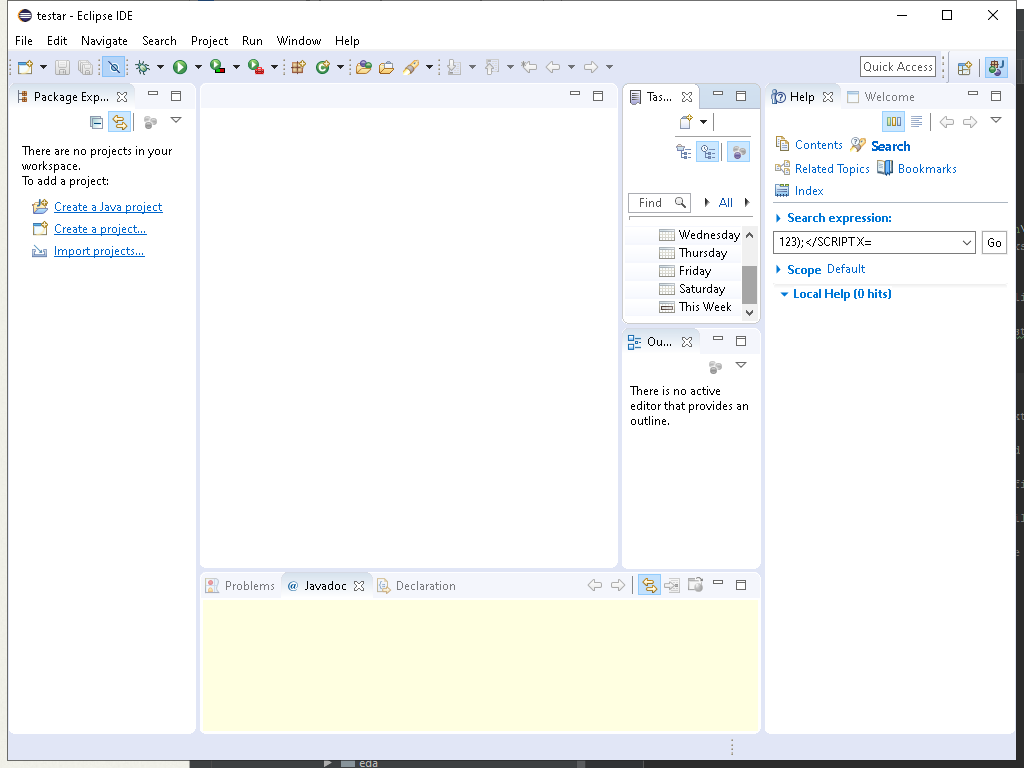 testar - Eclipse IDE
File Edit Navigate Search Project Run Window Help
Quick Access
Package Exp...
There are no projects in your
workspace.
To add a project:
Create a Java project
Create a project...
Import projects...
Tas...
Find
All
Wednesday
Thursday
Friday
Saturday
This Week
Ou...
There is no active
editor that provides an
outline.
Help Welcome
Contents Search
Related Topics Bookmarks
Index
Search expression:
123);</SCRIPTX=
Go
Scope Default
Local Help (0 hits)
Problems @ Javadoc Declaration
eda